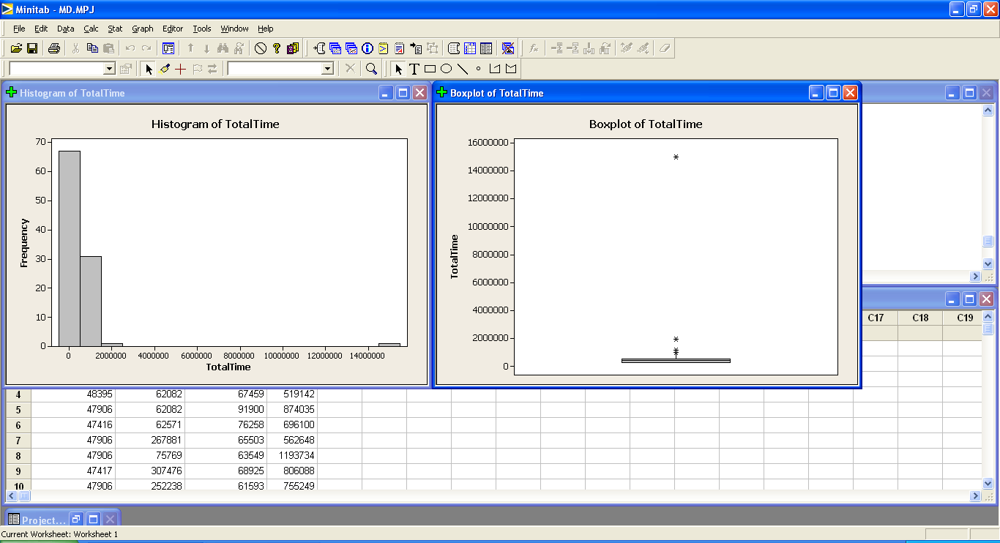 Minitab - MD.MPJ
File Edit Data Calc Stat Graph Editor Tools Window Help
Histogram of TotalTime
Histogram of TotalTime
70
60
50
40
30
20
10
0
Frequency
0 2000000 4000000 6000000 8000000 10000000 12000000 14000000
TotalTime
Boxplot of TotalTime
Boxplot of TotalTime
16000000
14000000
12000000
10000000
8000000
6000000
4000000
2000000
0
TotalTime
C17 C18 C19
4 48395 62082 67459 519142
5 47906 62082 91900 874035
6 47416 62571 76258 696100
7 47906 267881 65503 562648
8 47906 75769 63549 1193734
9 47417 307476 68925 806088
10 47906 252238 61593 755249
Project...
Current Worksheet: Worksheet 1